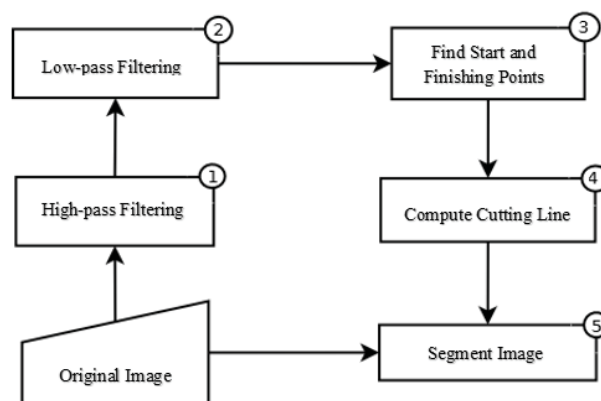 2
Low-pass Filtering
3
Find Start and
Finishing Points
1
High-pass Filtering
4
Compute Cutting Line
Original Image
5
Segment Image